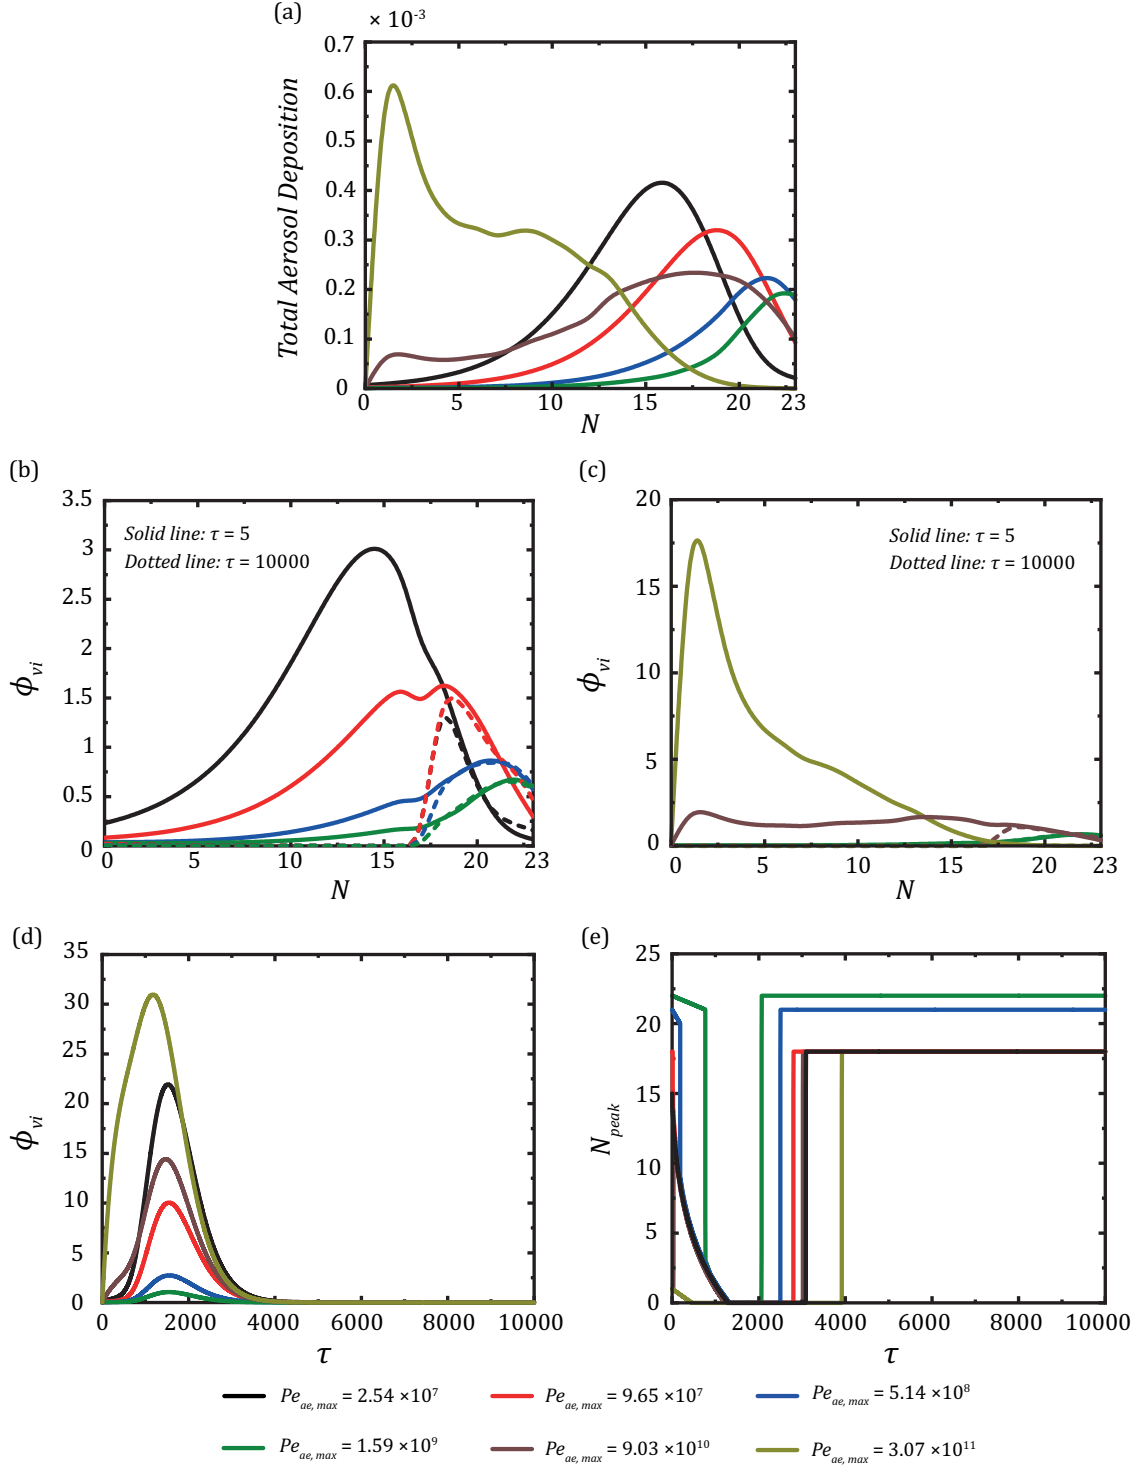 (a)
× 10⁻³
0.7
0.6
0.5
0.4
0.3
0.2
0.1
0
Total Aerosol Deposition
0 5 10 15 20 23
N
(b)
3.5
3
2.5
2
1.5
1
0.5
0
ϕvi
Solid line: τ = 5
Dotted line: τ = 10000
0 5 10 15 20 23
N
(c)
20
15
10
5
0
ϕvi
Solid line: τ = 5
Dotted line: τ = 10000
0 5 10 15 20 23
N
(d)
35
30
25
20
15
10
5
0
ϕvi
0 2000 4000 6000 8000 10000
τ
(e)
25
20
15
10
5
0
Npeak
0 2000 4000 6000 8000 10000
τ
Peae, max = 2.54 ×10⁷
Peae, max = 9.65 ×10⁷
Peae, max = 5.14 ×10⁸
Peae, max = 1.59 ×10⁹
Peae, max = 9.03 ×10¹⁰
Peae, max = 3.07 ×10¹¹